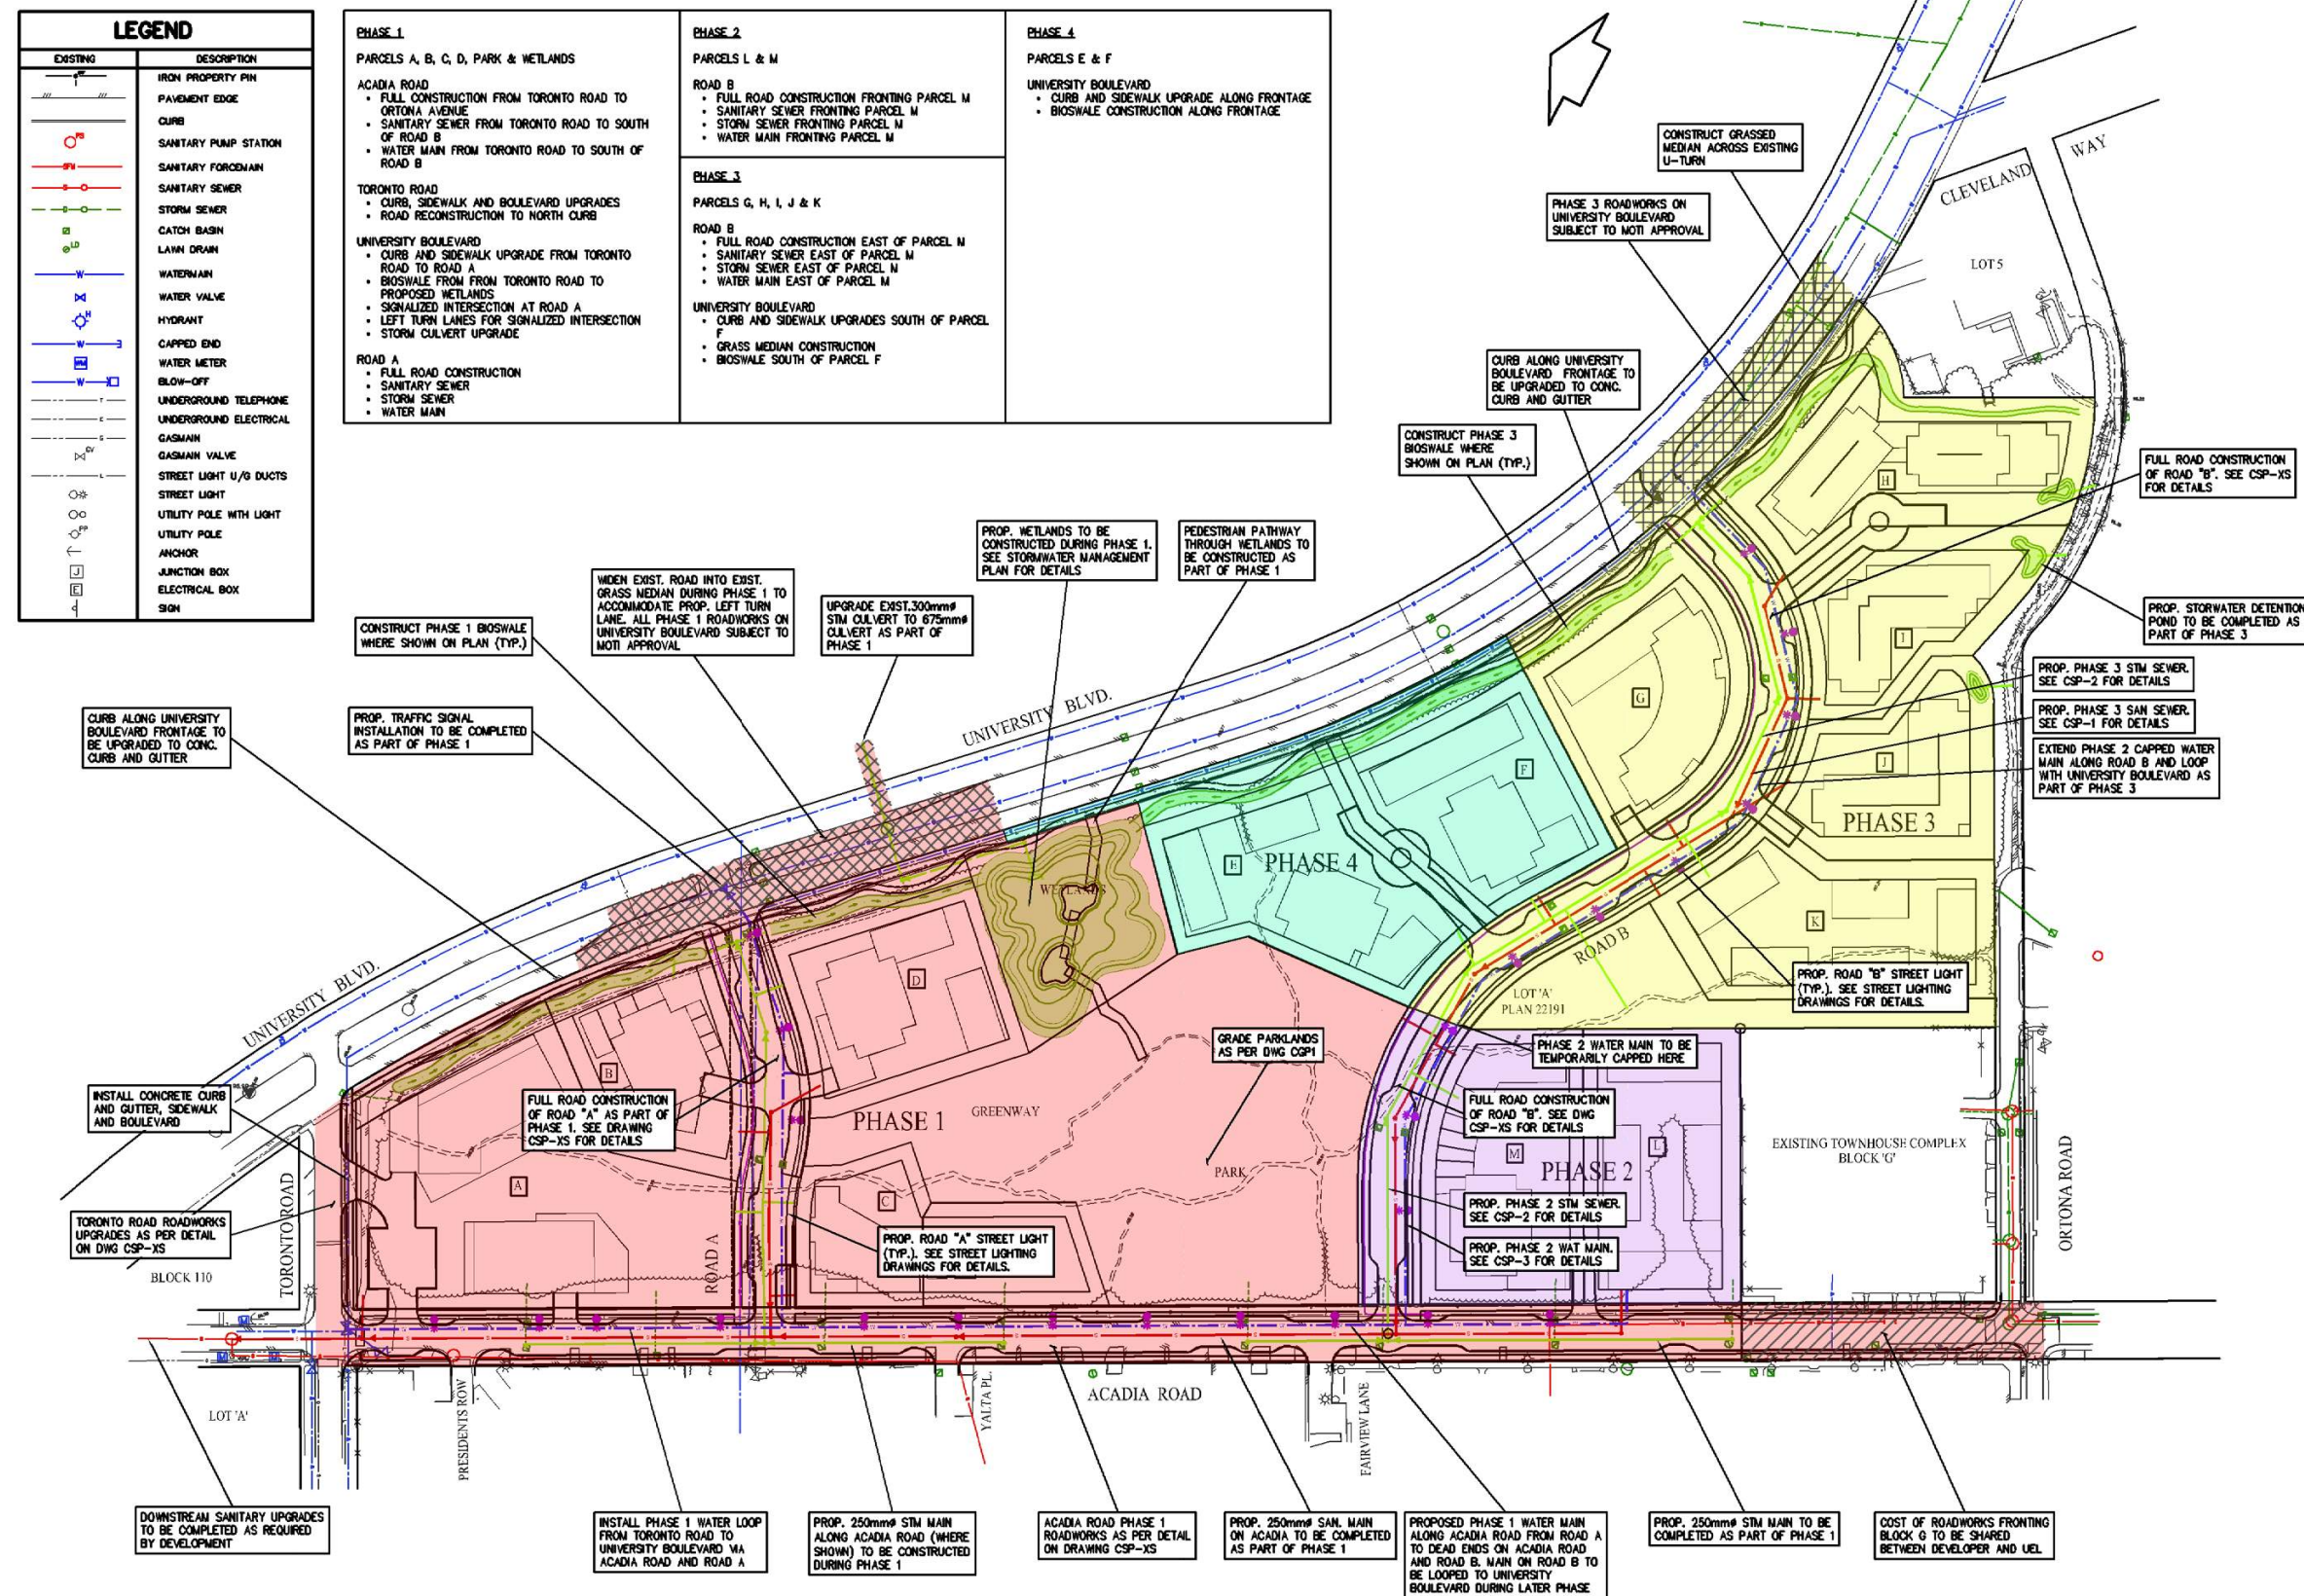 LEGEND
EXISTING DESCRIPTION
IRON PROPERTY PIN
PAVEMENT EDGE
CURB
PS SANITARY PUMP STATION
SFM SANITARY FORCEMAIN
S SANITARY SEWER
D STORM SEWER
CATCH BASIN
LD LAWN DRAIN
W WATERMAIN
WATER VALVE
H HYDRANT
W CAPPED END
WM WATER METER
W BLOW-OFF
T UNDERGROUND TELEPHONE
E UNDERGROUND ELECTRICAL
G GASMAIN
GV GASMAIN VALVE
L STREET LIGHT U/G DUCTS
STREET LIGHT
UTILITY POLE WITH LIGHT
PP UTILITY POLE
ANCHOR
J JUNCTION BOX
E ELECTRICAL BOX
SIGN
PHASE 1
PARCELS A, B, C, D, PARK & WETLANDS
ACADIA ROAD
• FULL CONSTRUCTION FROM TORONTO ROAD TO
ORTONA AVENUE
• SANITARY SEWER FROM TORONTO ROAD TO SOUTH
OF ROAD B
• WATER MAIN FROM TORONTO ROAD TO SOUTH OF
ROAD B
TORONTO ROAD
• CURB, SIDEWALK AND BOULEVARD UPGRADES
• ROAD RECONSTRUCTION TO NORTH CURB
UNIVERSITY BOULEVARD
• CURB AND SIDEWALK UPGRADE FROM TORONTO
ROAD TO ROAD A
• BIOSWALE FROM FROM TORONTO ROAD TO
PROPOSED WETLANDS
• SIGNALIZED INTERSECTION AT ROAD A
• LEFT TURN LANES FOR SIGNALIZED INTERSECTION
• STORM CULVERT UPGRADE
ROAD A
• FULL ROAD CONSTRUCTION
• SANITARY SEWER
• STORM SEWER
• WATER MAIN
PHASE 2
PARCELS L & M
ROAD B
• FULL ROAD CONSTRUCTION FRONTING PARCEL M
• SANITARY SEWER FRONTING PARCEL M
• STORM SEWER FRONTING PARCEL M
• WATER MAIN FRONTING PARCEL M
PHASE 3
PARCELS G, H, I, J & K
ROAD B
• FULL ROAD CONSTRUCTION EAST OF PARCEL M
• SANITARY SEWER EAST OF PARCEL M
• STORM SEWER EAST OF PARCEL M
• WATER MAIN EAST OF PARCEL M
UNIVERSITY BOULEVARD
• CURB AND SIDEWALK UPGRADES SOUTH OF PARCEL
F
• GRASS MEDIAN CONSTRUCTION
• BIOSWALE SOUTH OF PARCEL F
PHASE 4
PARCELS E & F
UNIVERSITY BOULEVARD
• CURB AND SIDEWALK UPGRADE ALONG FRONTAGE
• BIOSWALE CONSTRUCTION ALONG FRONTAGE
CONSTRUCT GRASSED
MEDIAN ACROSS EXISTING
U-TURN
PHASE 3 ROADWORKS ON
UNIVERSITY BOULEVARD
SUBJECT TO MOTI APPROVAL
CLEVELAND WAY
LOT 5
CURB ALONG UNIVERSITY
BOULEVARD FRONTAGE TO
BE UPGRADED TO CONC.
CURB AND GUTTER
CONSTRUCT PHASE 3
BIOSWALE WHERE
SHOWN ON PLAN (TYP.)
FULL ROAD CONSTRUCTION
OF ROAD "B". SEE CSP-XS
FOR DETAILS
H
PROP. WETLANDS TO BE
CONSTRUCTED DURING PHASE 1.
SEE STORMWATER MANAGEMENT
PLAN FOR DETAILS
PEDESTRIAN PATHWAY
THROUGH WETLANDS TO
BE CONSTRUCTED AS
PART OF PHASE 1
WIDEN EXIST. ROAD INTO EXIST.
GRASS MEDIAN DURING PHASE 1 TO
ACCOMMODATE PROP. LEFT TURN
LANE. ALL PHASE 1 ROADWORKS ON
UNIVERSITY BOULEVARD SUBJECT TO
MOTI APPROVAL
UPGRADE EXIST.300mmø
STM CULVERT TO 675mmø
CULVERT AS PART OF
PHASE 1
CONSTRUCT PHASE 1 BIOSWALE
WHERE SHOWN ON PLAN (TYP.)
PROP. STORWATER DETENTION
POND TO BE COMPLETED AS
PART OF PHASE 3
I
PROP. PHASE 3 STM SEWER.
SEE CSP-2 FOR DETAILS
PROP. PHASE 3 SAN SEWER.
SEE CSP-1 FOR DETAILS
EXTEND PHASE 2 CAPPED WATER
MAIN ALONG ROAD B AND LOOP
WITH UNIVERSITY BOULEVARD AS
PART OF PHASE 3
CURB ALONG UNIVERSITY
BOULEVARD FRONTAGE TO
BE UPGRADED TO CONC.
CURB AND GUTTER
PROP. TRAFFIC SIGNAL
INSTALLATION TO BE COMPLETED
AS PART OF PHASE 1
UNIVERSITY BLVD.
G
F
J
PHASE 3
E
PHASE 4
WETLANDS
K
ROAD B
UNIVERSITY BLVD.
D
PROP. ROAD "B" STREET LIGHT
(TYP.). SEE STREET LIGHTING
DRAWINGS FOR DETAILS.
LOT 'A'
PLAN 22191
GRADE PARKLANDS
AS PER DWG CGP1
PHASE 2 WATER MAIN TO BE
TEMPORARILY CAPPED HERE
B
INSTALL CONCRETE CURB
AND GUTTER, SIDEWALK
AND BOULEVARD
FULL ROAD CONSTRUCTION
OF ROAD "A" AS PART OF
PHASE 1. SEE DRAWING
CSP-XS FOR DETAILS
PHASE 1
GREENWAY
FULL ROAD CONSTRUCTION
OF ROAD "B". SEE DWG
CSP-XS FOR DETAILS
EXISTING TOWNHOUSE COMPLEX
BLOCK 'G'
M
L
PHASE 2
PARK
A
C
TORONTO ROAD
ROAD A
ORTONA ROAD
TORONTO ROAD ROADWORKS
UPGRADES AS PER DETAIL
ON DWG CSP-XS
PROP. PHASE 2 STM SEWER.
SEE CSP-2 FOR DETAILS
PROP. ROAD "A" STREET LIGHT
(TYP.). SEE STREET LIGHTING
DRAWINGS FOR DETAILS.
PROP. PHASE 2 WAT MAIN.
SEE CSP-3 FOR DETAILS
BLOCK 110
LOT 'A'
PRESIDENTS ROW
YALTA PL.
ACADIA ROAD
FAIRVIEW LANE
DOWNSTREAM SANITARY UPGRADES
TO BE COMPLETED AS REQUIRED
BY DEVELOPMENT
INSTALL PHASE 1 WATER LOOP
FROM TORONTO ROAD TO
UNIVERSITY BOULEVARD VIA
ACADIA ROAD AND ROAD A
PROP. 250mmø STM MAIN
ALONG ACADIA ROAD (WHERE
SHOWN) TO BE CONSTRUCTED
DURING PHASE 1
ACADIA ROAD PHASE 1
ROADWORKS AS PER DETAIL
ON DRAWING CSP-XS
PROP. 250mmø SAN. MAIN
ON ACADIA TO BE COMPLETED
AS PART OF PHASE 1
PROPOSED PHASE 1 WATER MAIN
ALONG ACADIA ROAD FROM ROAD A
TO DEAD ENDS ON ACADIA ROAD
AND ROAD B. MAIN ON ROAD B TO
BE LOOPED TO UNIVERSITY
BOULEVARD DURING LATER PHASE
PROP. 250mmø STM MAIN TO BE
COMPLETED AS PART OF PHASE 1
COST OF ROADWORKS FRONTING
BLOCK G TO BE SHARED
BETWEEN DEVELOPER AND UEL